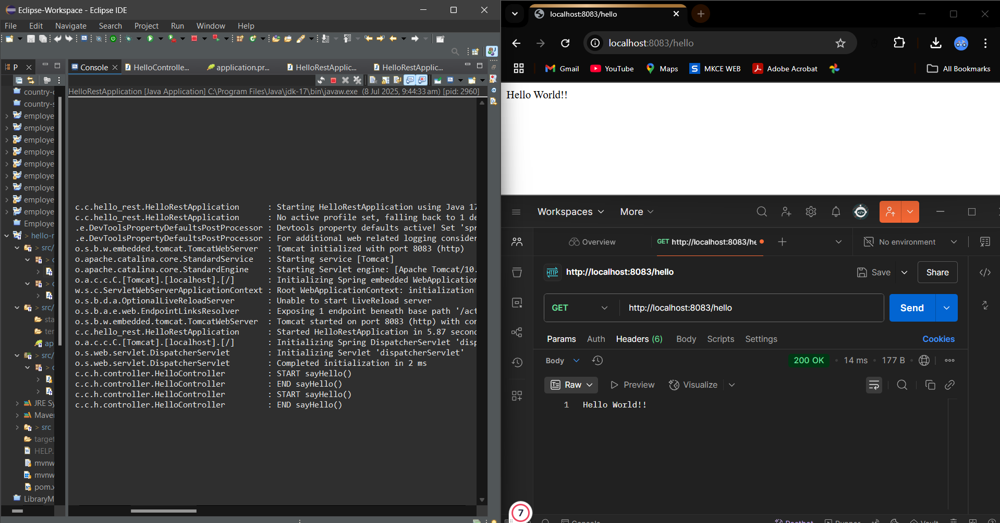 Eclipse-Workspace - Eclipse IDE
File Edit Navigate Search Project Run Window Help
P
Console HelloControlle... application.pr... HelloRestApplic... HelloRestApplic...
HelloRestApplication [Java Application] C:\Program Files\Java\jdk-17\bin\javaw.exe (8 Jul 2025, 9:44:33 am) [pid: 2960]
country-
country-s
employe
employe
employe
employe
employe
employe
employe
employe
employe
Employe
> hello-r
> src/
>
>
> src/
sta
ter
ap
> src/
>
JRE Sy
Maver
> src
target
HELP.
mvnw
mvnw
pom.x
LibraryM
c.c.hello_rest.HelloRestApplication : Starting HelloRestApplication using Java 17
c.c.hello_rest.HelloRestApplication : No active profile set, falling back to 1 de
.e.DevToolsPropertyDefaultsPostProcessor : Devtools property defaults active! Set 'spr
.e.DevToolsPropertyDefaultsPostProcessor : For additional web related logging consider
o.s.b.w.embedded.tomcat.TomcatWebServer : Tomcat initialized with port 8083 (http)
o.apache.catalina.core.StandardService : Starting service [Tomcat]
o.apache.catalina.core.StandardEngine : Starting Servlet engine: [Apache Tomcat/10.
o.a.c.c.C.[Tomcat].[localhost].[/] : Initializing Spring embedded WebApplication
w.s.c.ServletWebServerApplicationContext : Root WebApplicationContext: initialization
o.s.b.d.a.OptionalLiveReloadServer : Unable to start LiveReload server
o.s.b.a.e.web.EndpointLinksResolver : Exposing 1 endpoint beneath base path '/act
o.s.b.w.embedded.tomcat.TomcatWebServer : Tomcat started on port 8083 (http) with cor
c.c.hello_rest.HelloRestApplication : Started HelloRestApplication in 5.87 second
o.a.c.c.C.[Tomcat].[localhost].[/] : Initializing Spring DispatcherServlet 'disp
o.s.web.servlet.DispatcherServlet : Initializing Servlet 'dispatcherServlet'
o.s.web.servlet.DispatcherServlet : Completed initialization in 2 ms
c.c.h.controller.HelloController : START sayHello()
c.c.h.controller.HelloController : END sayHello()
c.c.h.controller.HelloController : START sayHello()
c.c.h.controller.HelloController : END sayHello()
localhost:8083/hello
localhost:8083/hello
Gmail YouTube Maps MKCE WEB Adobe Acrobat All Bookmarks
Hello World!!
Workspaces More
Overview GET http://localhost:8083/he No environment
HTTP http://localhost:8083/hello Save Share
GET http://localhost:8083/hello Send
Params Auth Headers (6) Body Scripts Settings Cookies
Body 200 OK • 14 ms • 177 B
Raw Preview Visualize
1 Hello World!!
7
Console Postbot Runner Vault